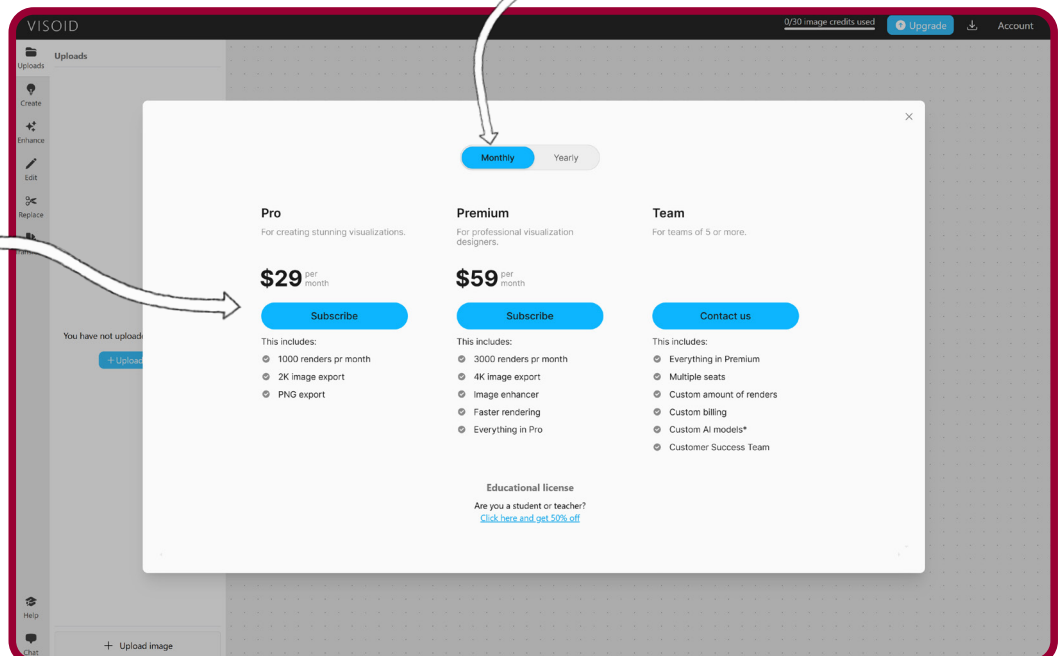 VISOID
0/30 image credits used
Upgrade
Account
Uploads
Uploads
Create
Enhance
Edit
Replace
You have not upload
+ Upload
Monthly
Yearly
Pro
For creating stunning visualizations.
$29 per
month
Subscribe
This includes:
1000 renders pr month
2K image export
PNG export
Premium
For professional visualization
designers.
$59 per
month
Subscribe
This includes:
3000 renders pr month
4K image export
Image enhancer
Faster rendering
Everything in Pro
Team
For teams of 5 or more.
Contact us
This includes:
Everything in Premium
Multiple seats
Custom amount of renders
Custom billing
Custom AI models*
Customer Success Team
Educational license
Are you a student or teacher?
Click here and get 50% off
Help
Chat
+ Upload image